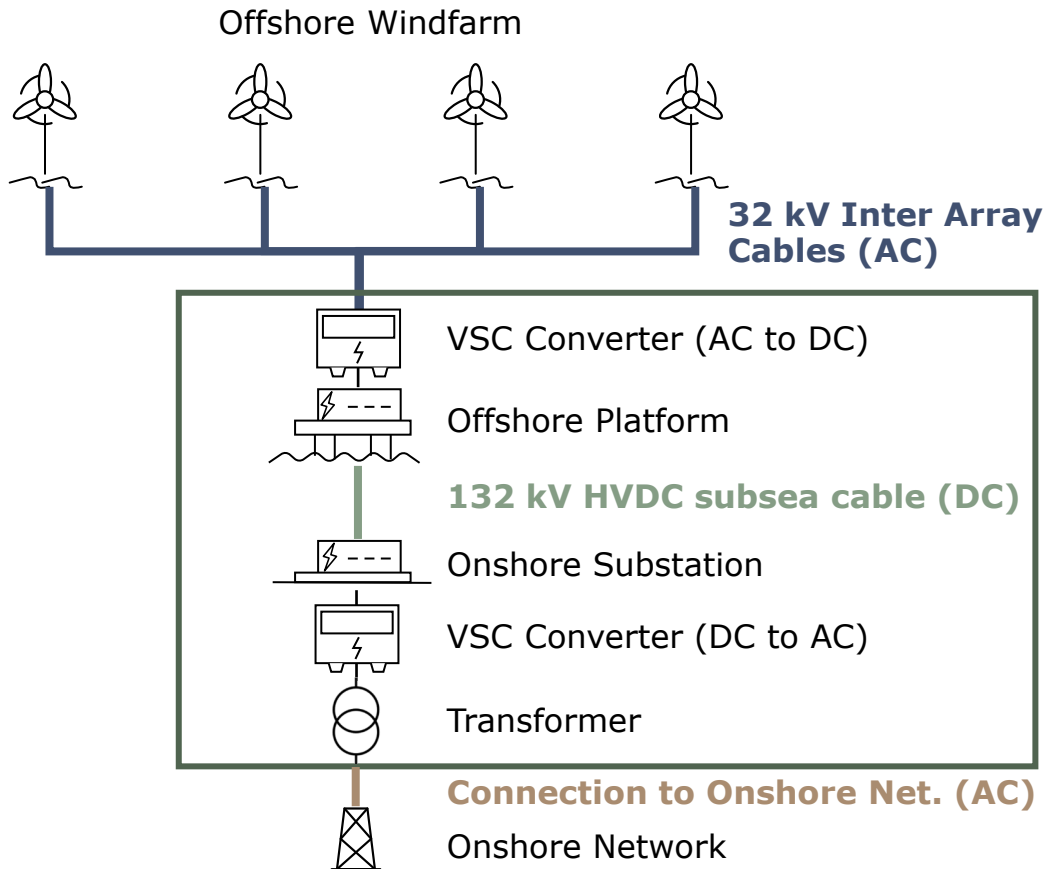 Offshore Windfarm
32 kV Inter Array
Cables (AC)
VSC Converter (AC to DC)
Offshore Platform
132 kV HVDC subsea cable (DC)
Onshore Substation
VSC Converter (DC to AC)
Transformer
Connection to Onshore Net. (AC)
Onshore Network